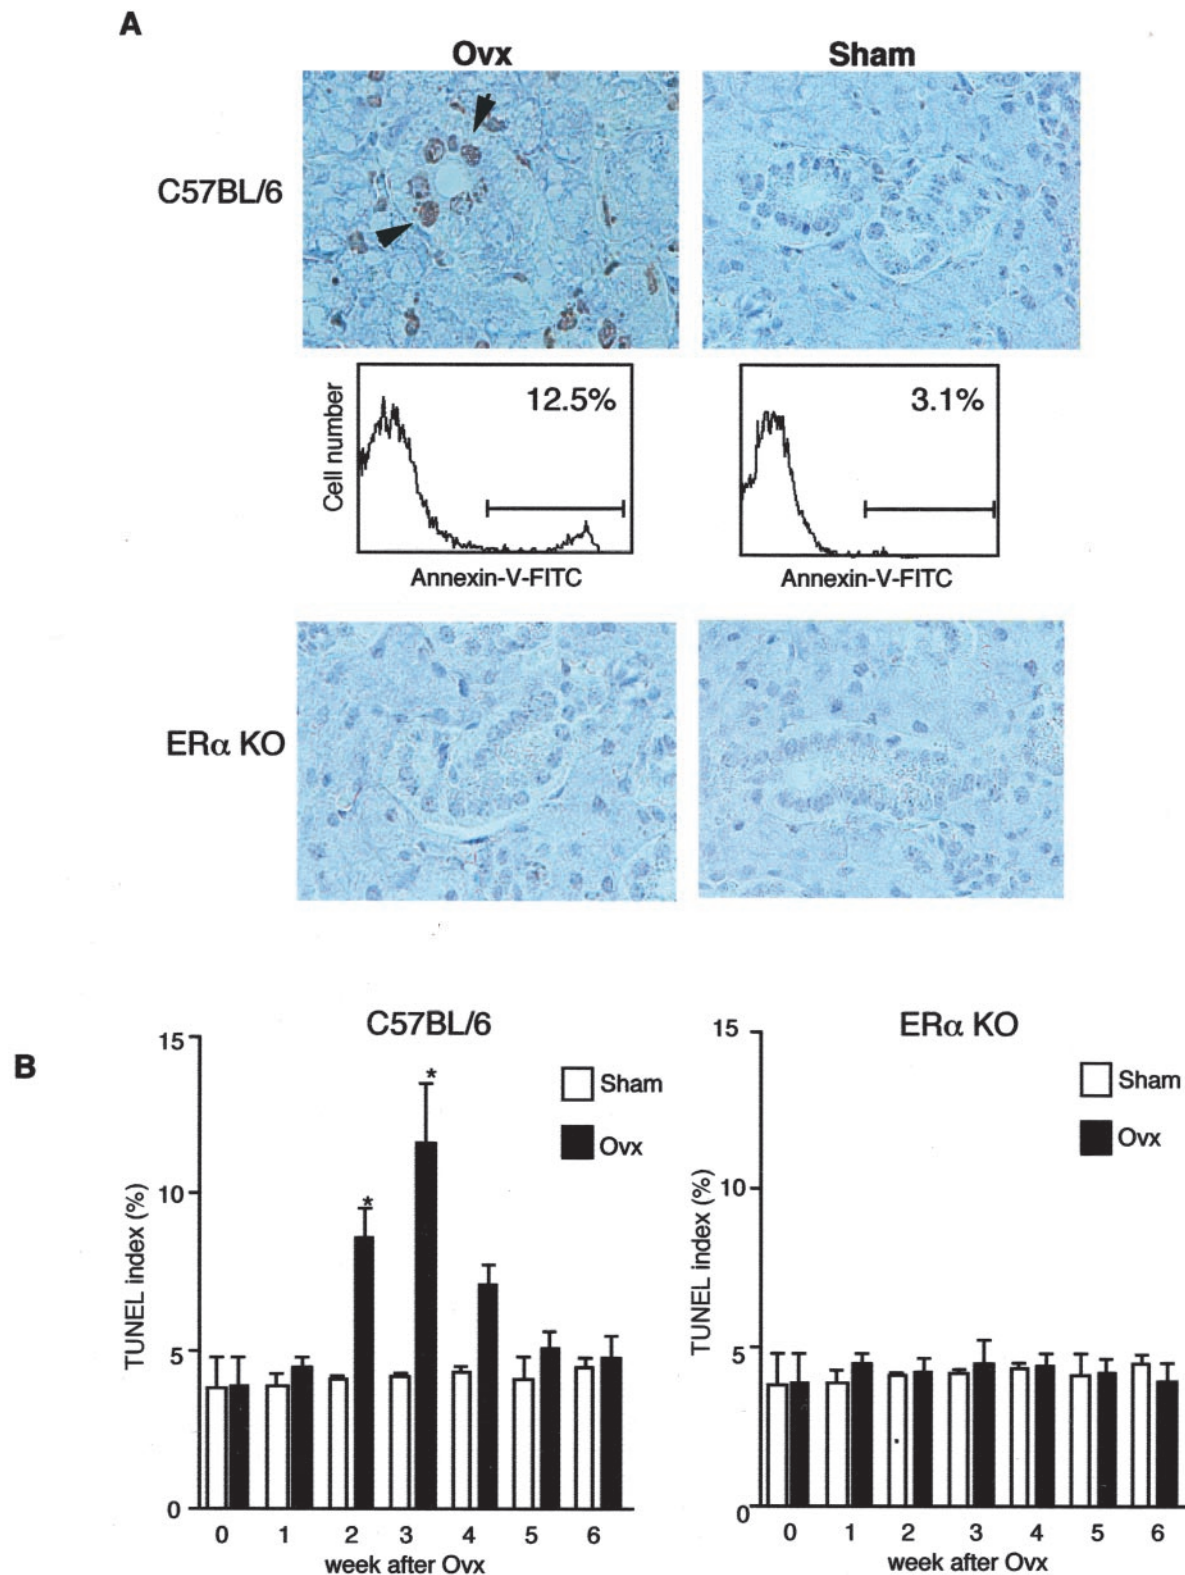 A
Ovx Sham
C57BL/6
12.5% 3.1%
Cell number
Annexin-V-FITC Annexin-V-FITC
ERα KO
B
C57BL/6
15
10
5
0
TUNEL index (%)
*
*
Sham
Ovx
0 1 2 3 4 5 6
week after Ovx
ERα KO
15
10
5
0
TUNEL index (%)
Sham
Ovx
0 1 2 3 4 5 6
week after Ovx